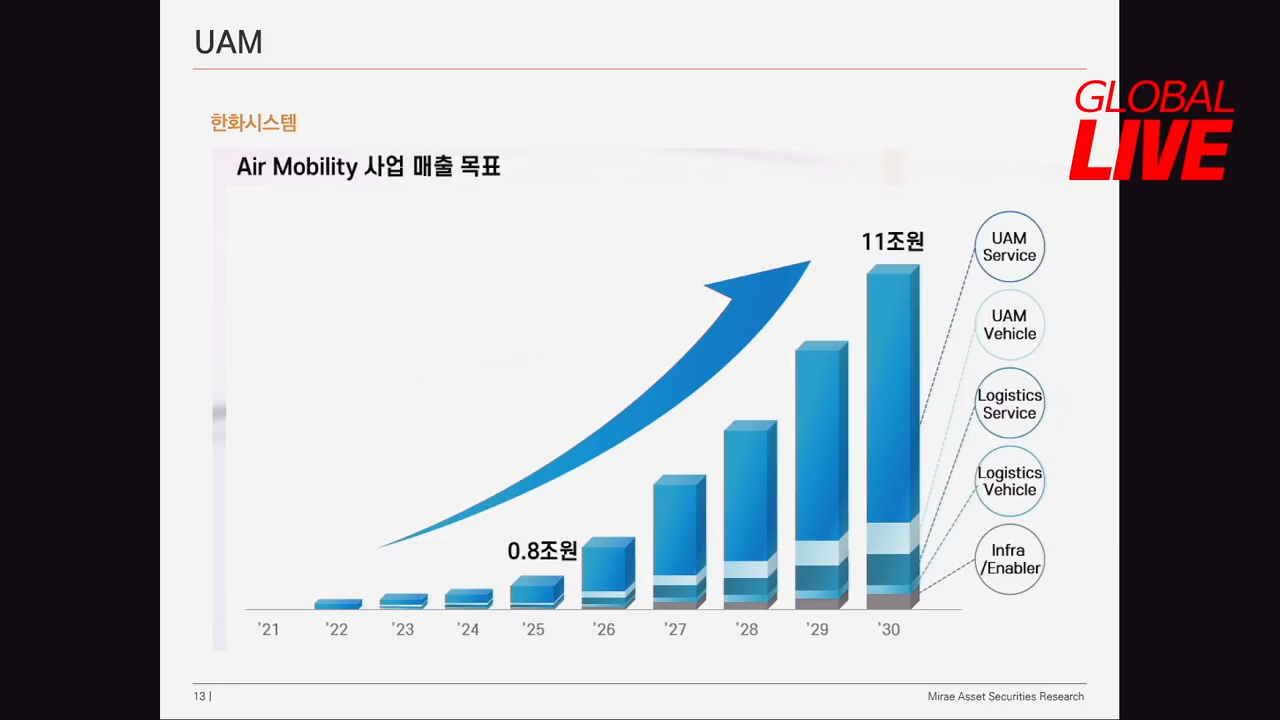 UAM
GLOBAL
LIVE
한화시스템
Air Mobility 사업 매출 목표
11조원
0.8조원
UAM
Service
UAM
Vehicle
Logistics
Service
Logistics
Vehicle
Infra
/Enabler
'21 '22 '23 '24 '25 '26 '27 '28 '29 '30
13 |
Mirae Asset Securities Research